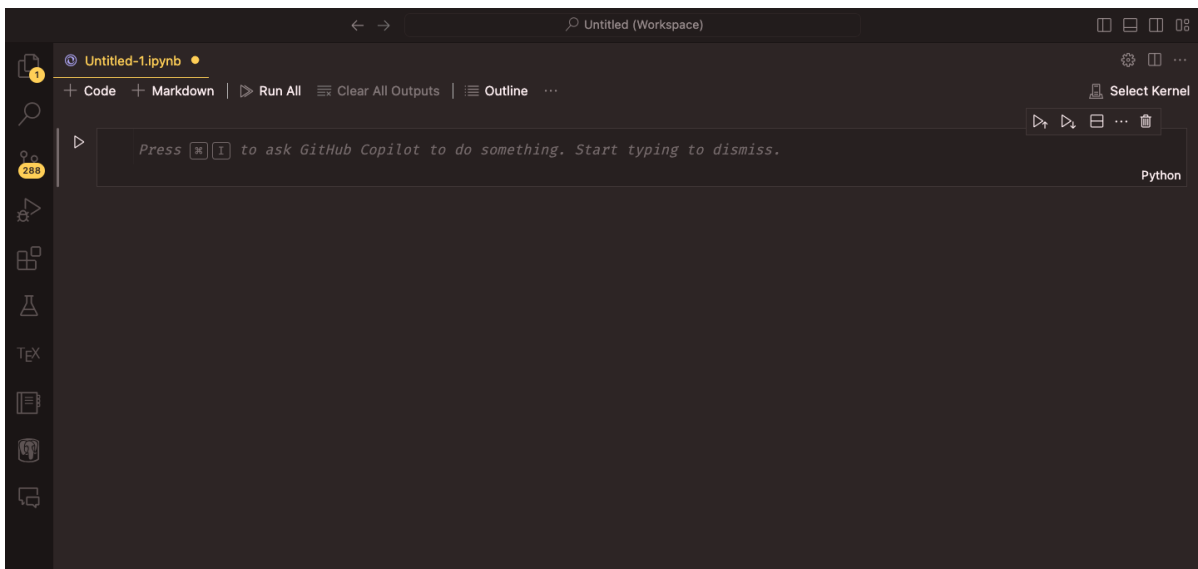 Untitled (Workspace)
1
Untitled-1.ipynb
Code Markdown Run All Clear All Outputs Outline ... Select Kernel
Press ⌘ I to ask GitHub Copilot to do something. Start typing to dismiss.
Python
288
TEX